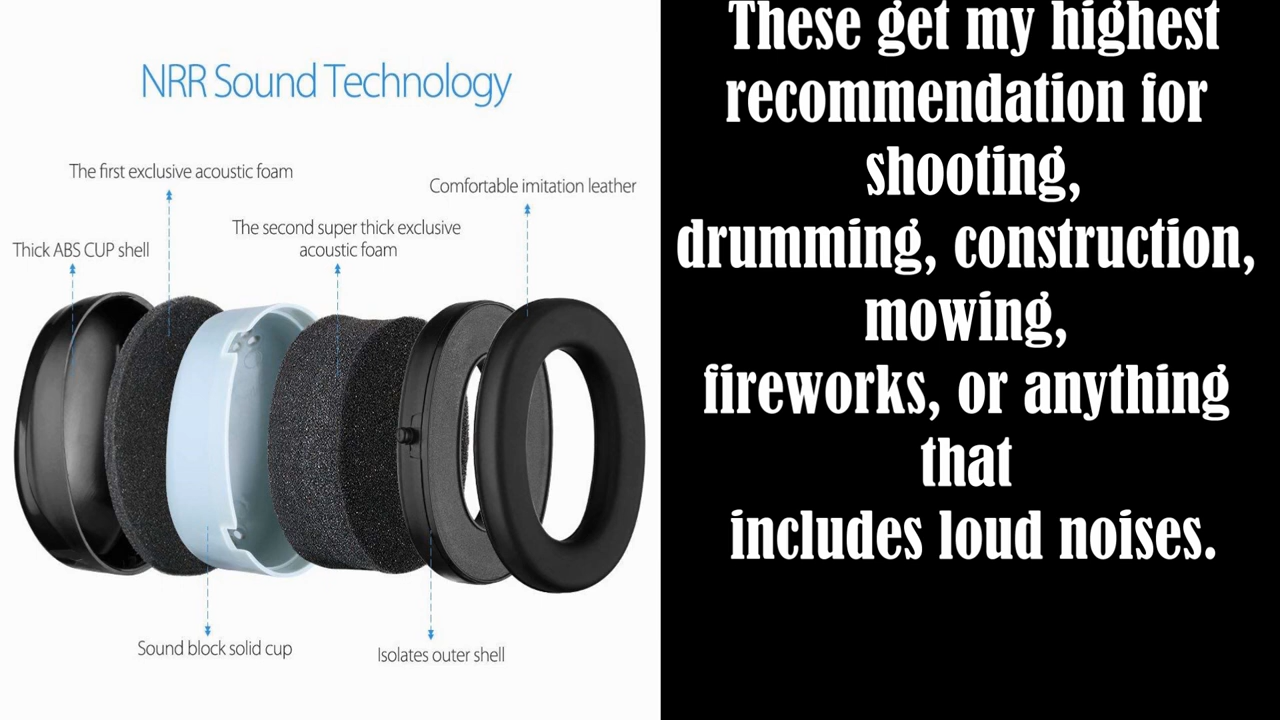 NRR Sound Technology
The first exclusive acoustic foam
Comfortable imitation leather
The second super thick exclusive
acoustic foam
Thick ABS CUP shell
Sound block solid cup
Isolates outer shell
These get my highest
recommendation for
shooting,
drumming, construction,
mowing,
fireworks, or anything
that
includes loud noises.